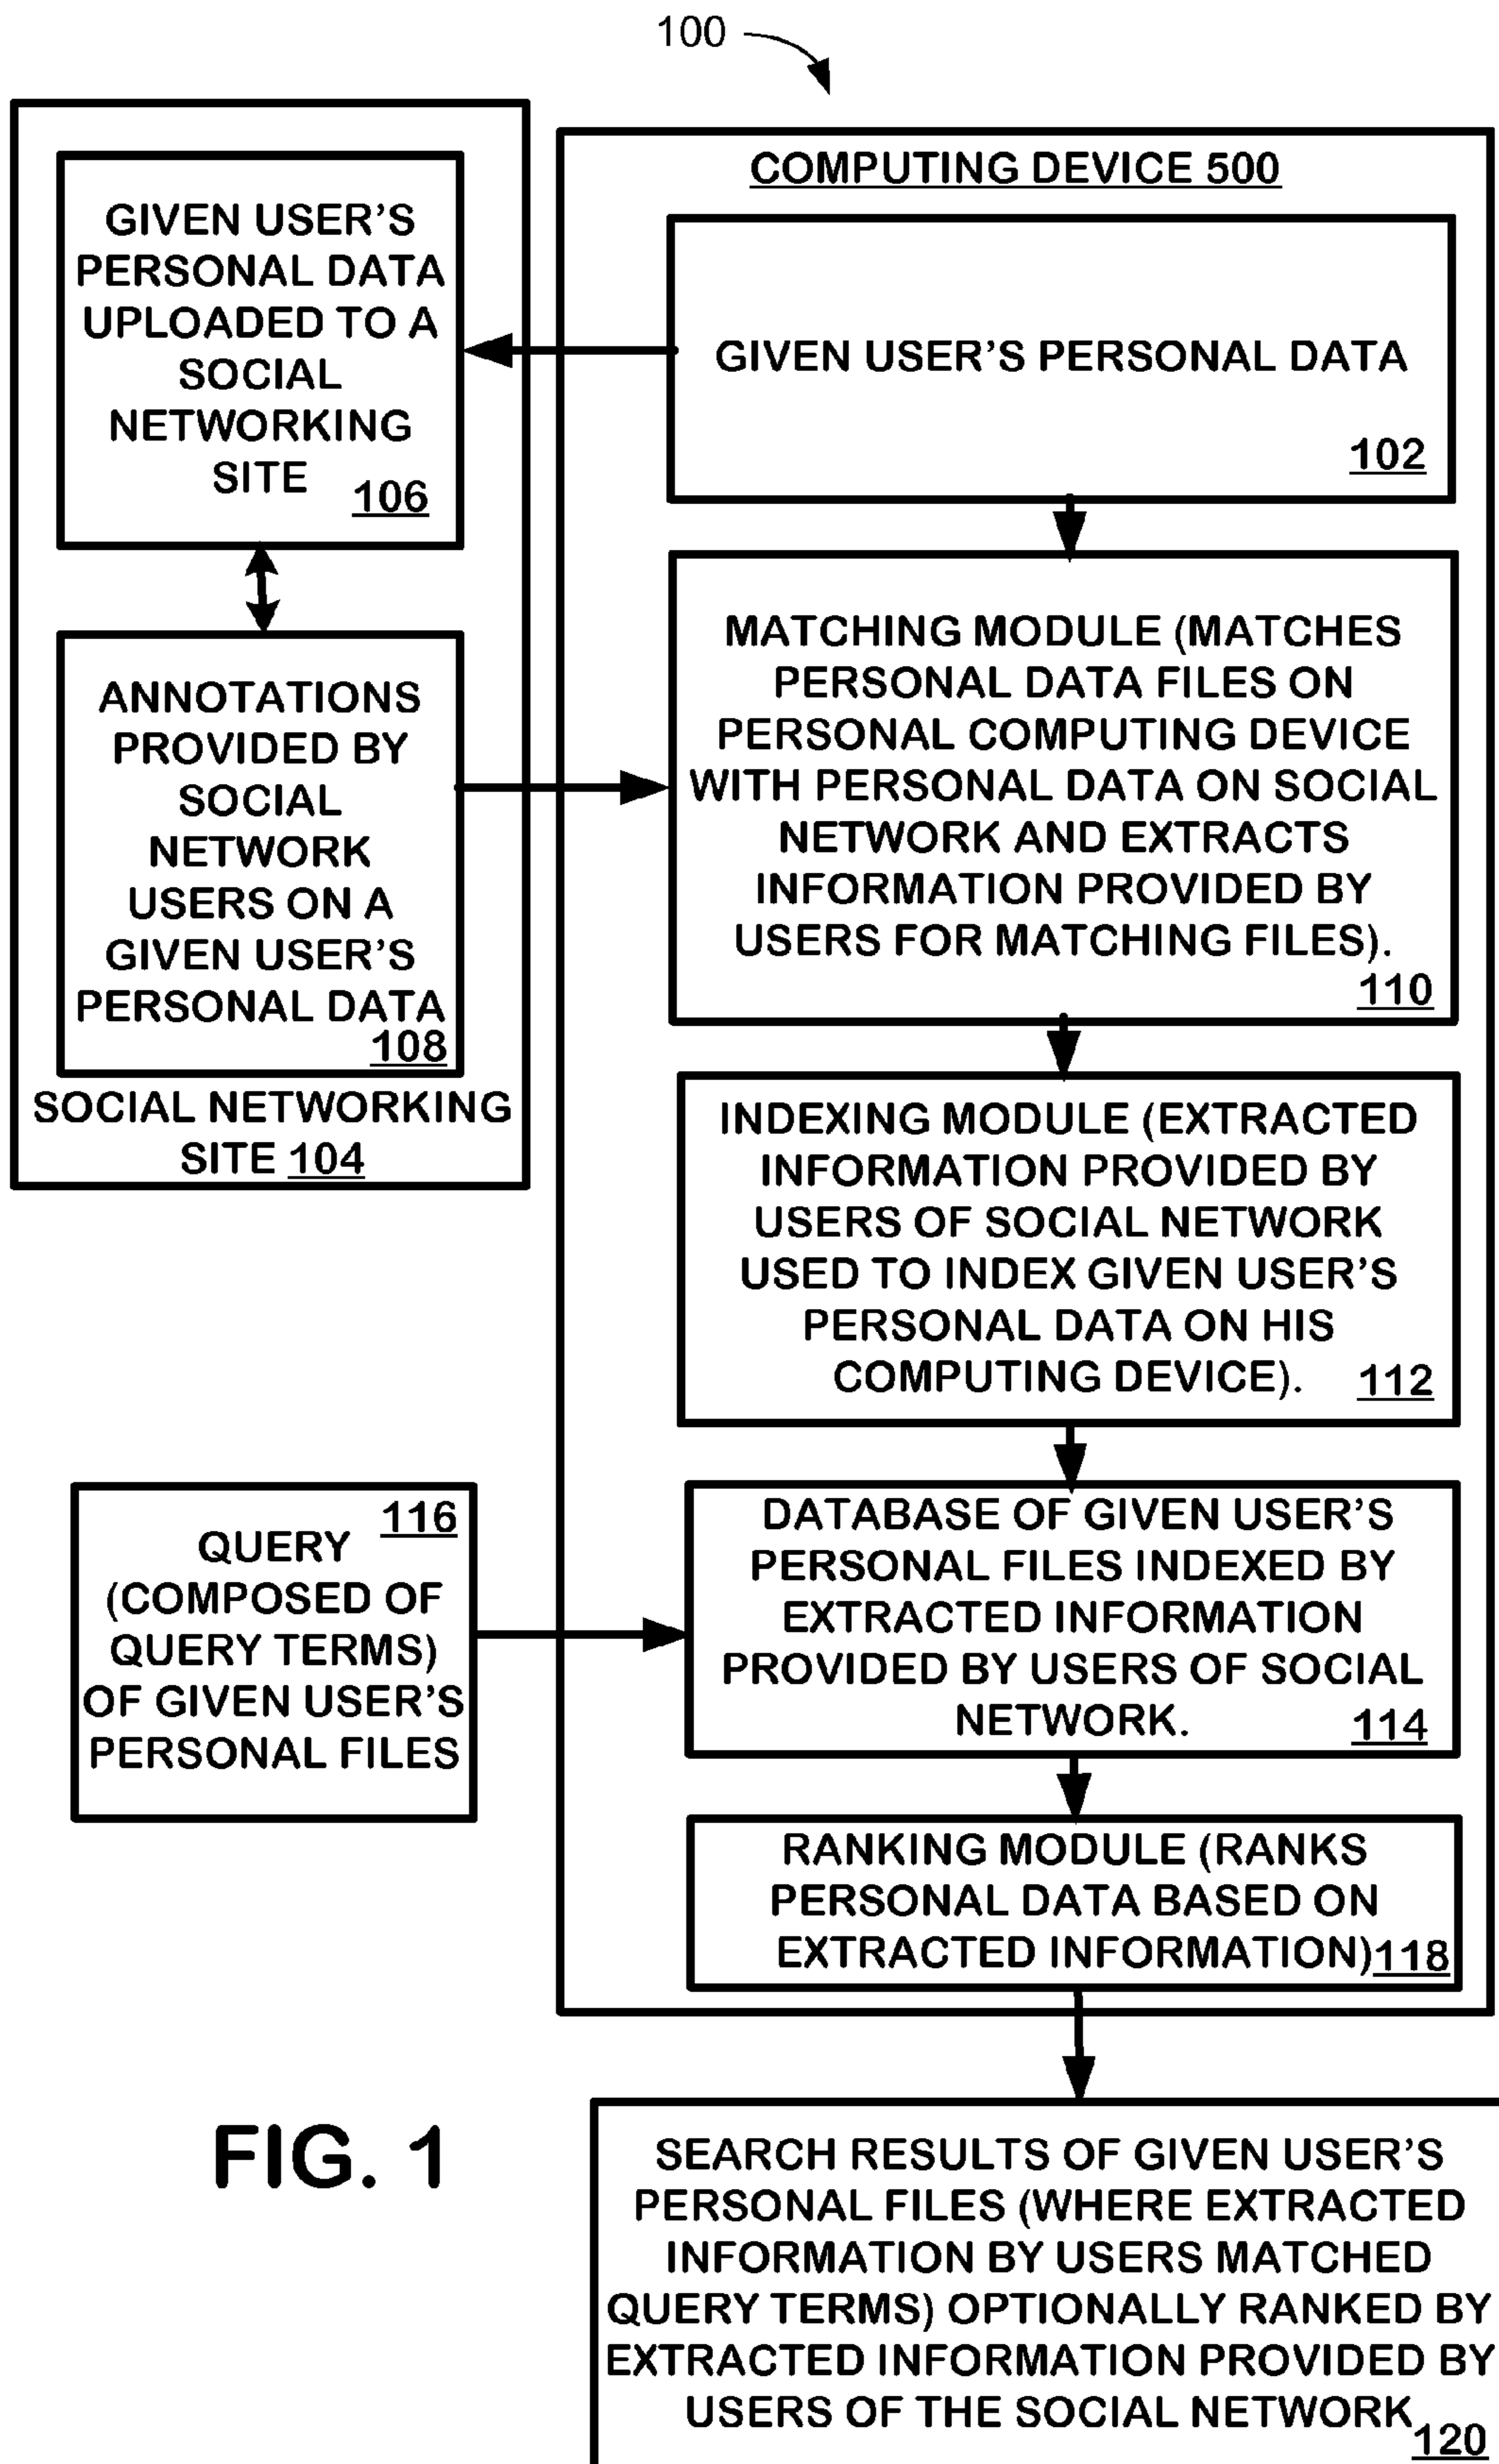 100
GIVEN USER'S
PERSONAL DATA
UPLOADED TO A
SOCIAL
NETWORKING
SITE 106
ANNOTATIONS
PROVIDED BY
SOCIAL
NETWORK
USERS ON A
GIVEN USER'S
PERSONAL DATA
108
SOCIAL NETWORKING
SITE 104
COMPUTING DEVICE 500
GIVEN USER'S PERSONAL DATA
102
MATCHING MODULE (MATCHES
PERSONAL DATA FILES ON
PERSONAL COMPUTING DEVICE
WITH PERSONAL DATA ON SOCIAL
NETWORK AND EXTRACTS
INFORMATION PROVIDED BY
USERS FOR MATCHING FILES).
110
INDEXING MODULE (EXTRACTED
INFORMATION PROVIDED BY
USERS OF SOCIAL NETWORK
USED TO INDEX GIVEN USER'S
PERSONAL DATA ON HIS
COMPUTING DEVICE). 112
116
QUERY
(COMPOSED OF
QUERY TERMS)
OF GIVEN USER'S
PERSONAL FILES
DATABASE OF GIVEN USER'S
PERSONAL FILES INDEXED BY
EXTRACTED INFORMATION
PROVIDED BY USERS OF SOCIAL
NETWORK. 114
RANKING MODULE (RANKS
PERSONAL DATA BASED ON
EXTRACTED INFORMATION) 118
FIG. 1
SEARCH RESULTS OF GIVEN USER'S
PERSONAL FILES (WHERE EXTRACTED
INFORMATION BY USERS MATCHED
QUERY TERMS) OPTIONALLY RANKED BY
EXTRACTED INFORMATION PROVIDED BY
USERS OF THE SOCIAL NETWORK
120